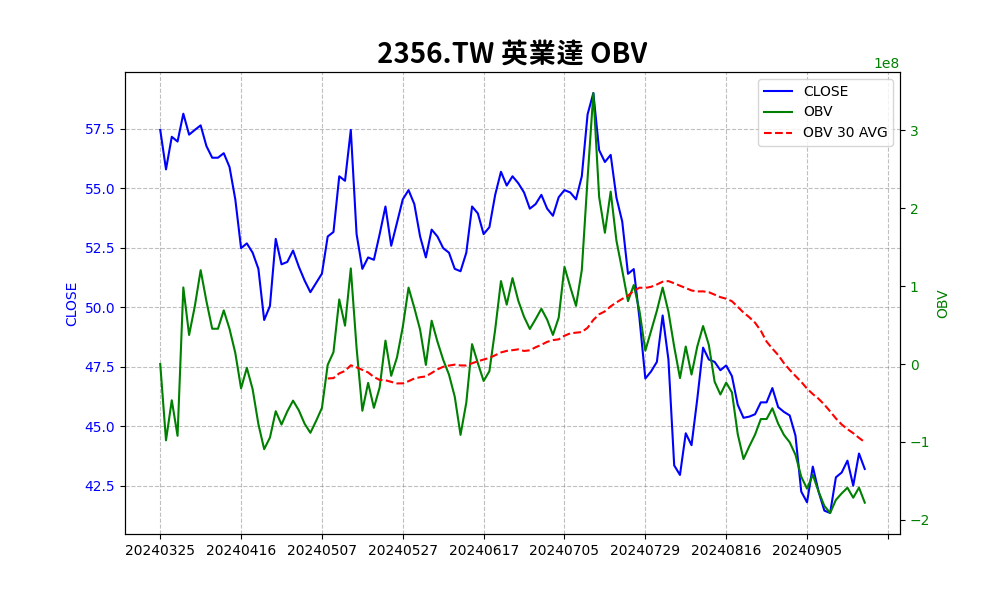 2356.TW 英業達 OBV
1e8
CLOSE
OBV
OBV 30 AVG
57.5
55.0
52.5
50.0
47.5
45.0
42.5
CLOSE
3
2
1
0
−1
−2
OBV
20240325 20240416 20240507 20240527 20240617 20240705 20240729 20240816 20240905